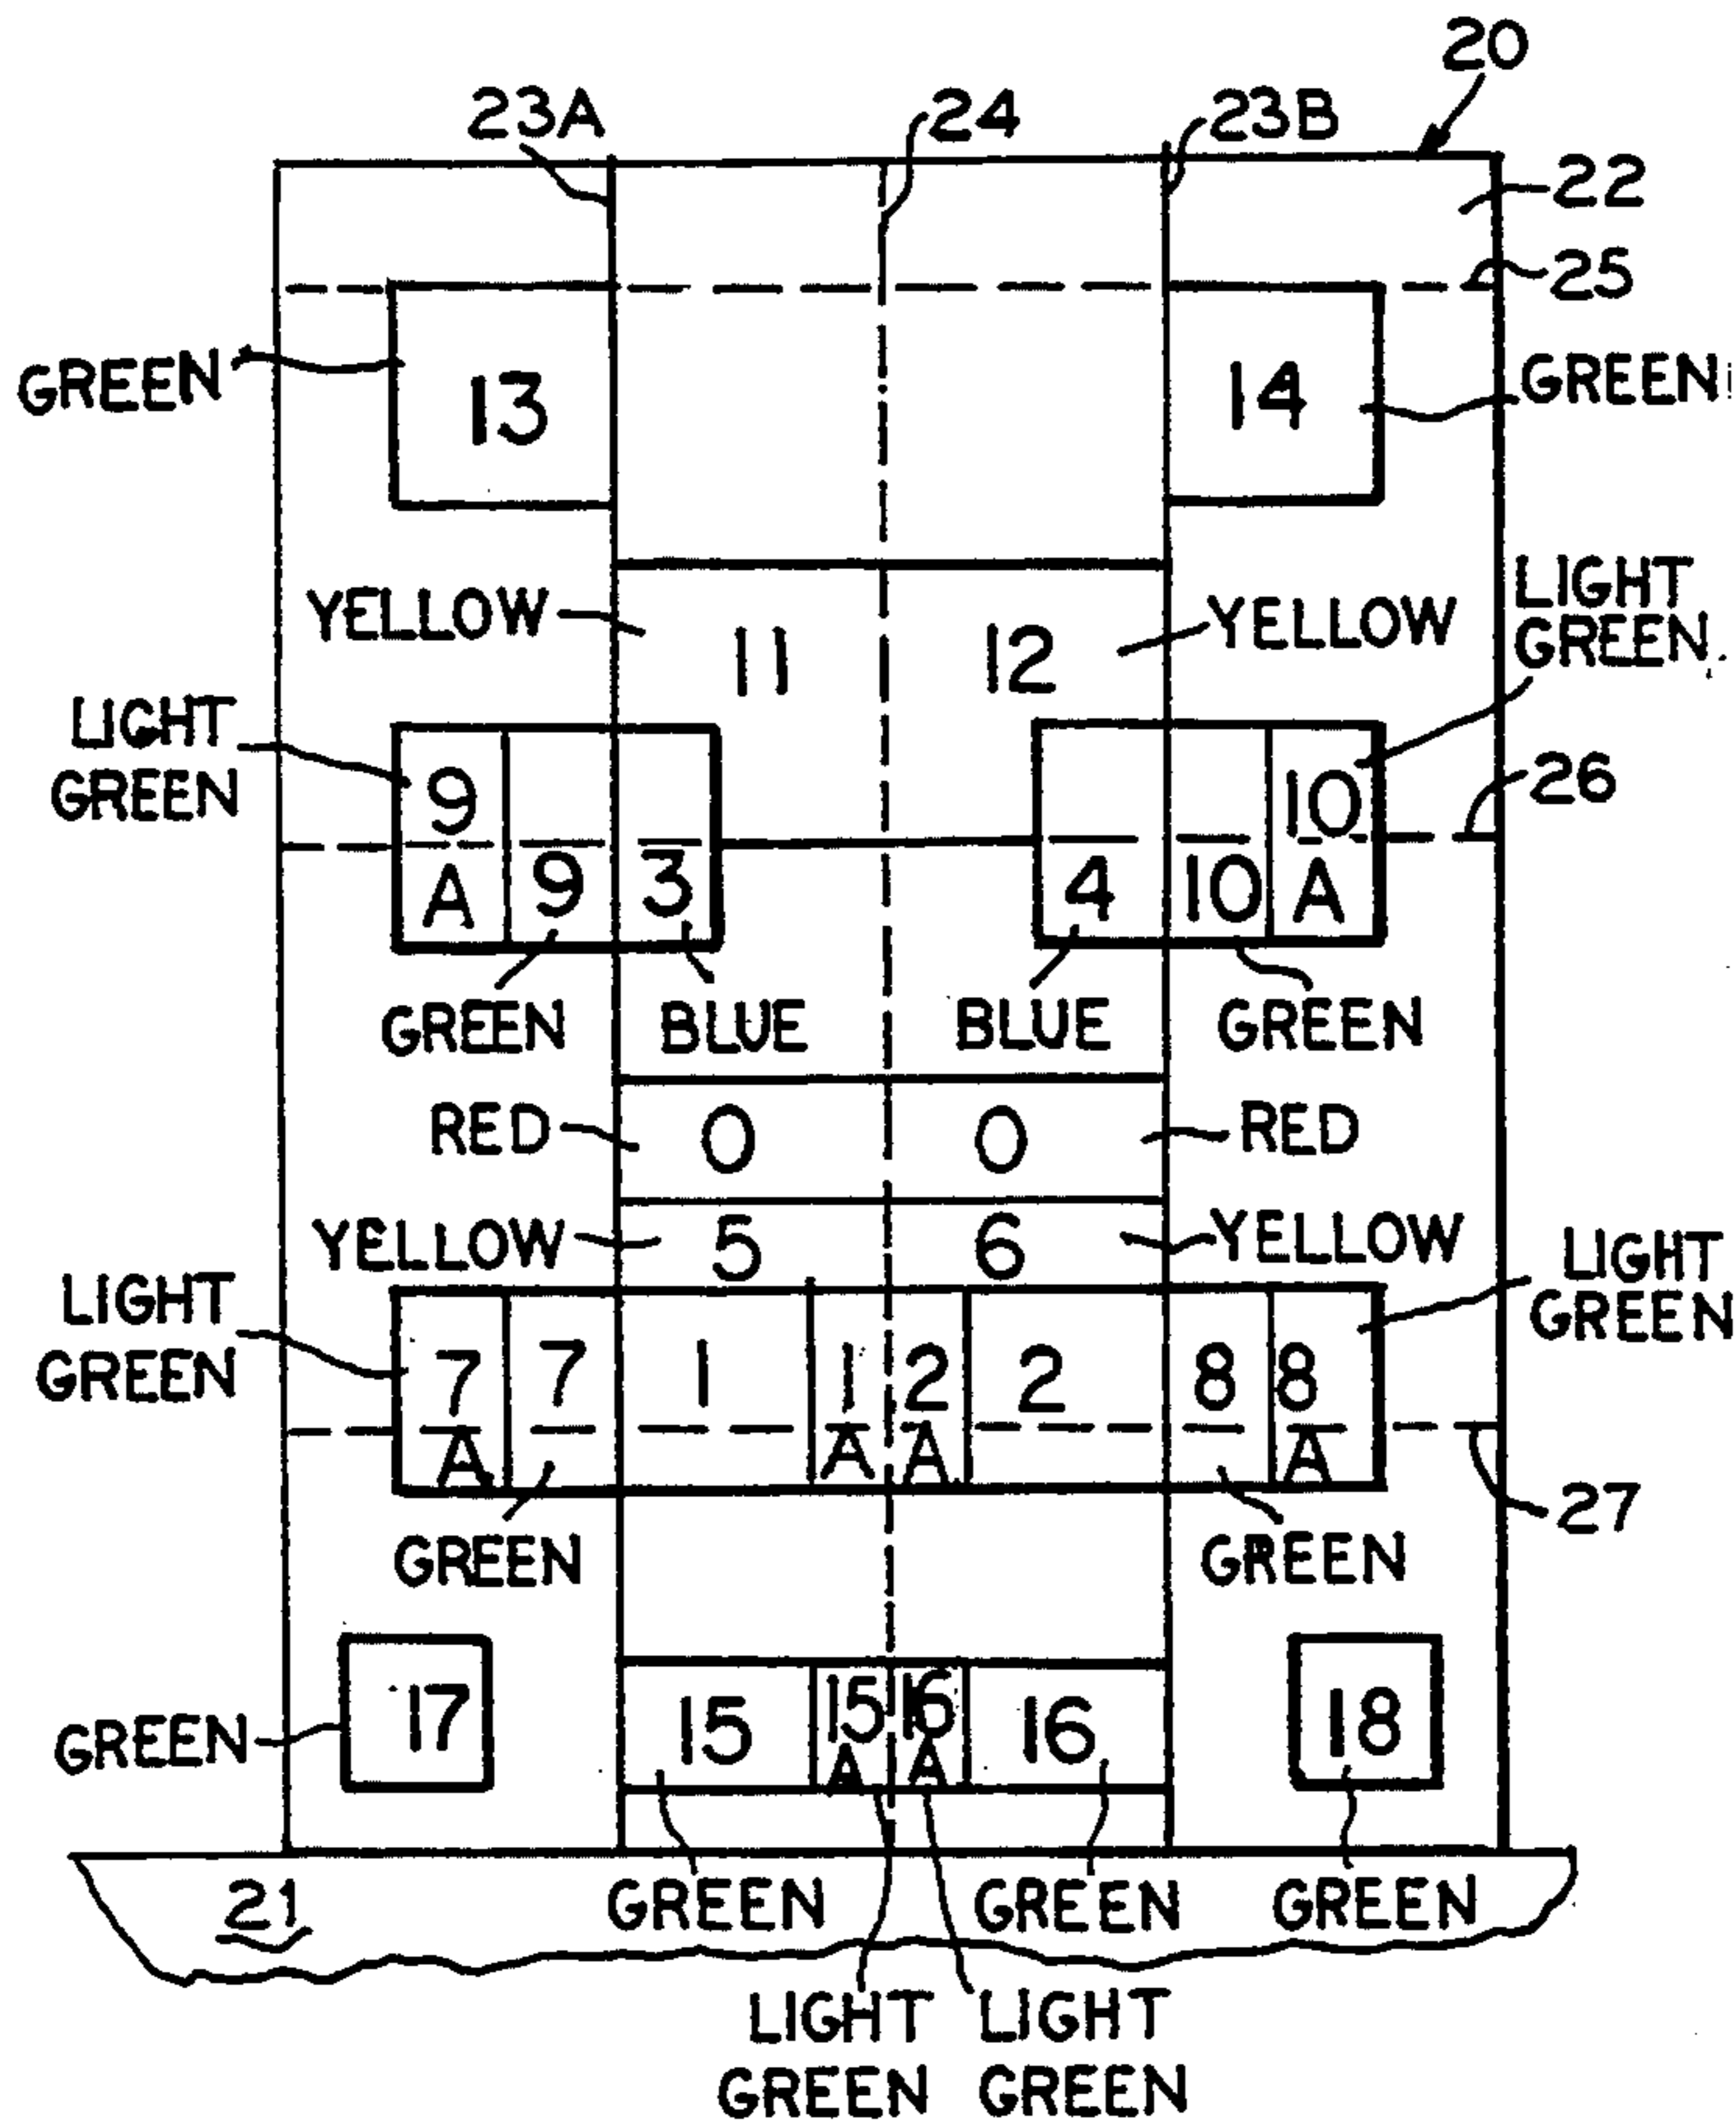 20
23A 24 23B
22
25
GREEN 13 14 GREEN
YELLOW 11 12 YELLOW
LIGHT
GREEN
LIGHT
GREEN
9
A
9 3
4 10
10
A
26
GREEN BLUE BLUE GREEN
RED 0 0 RED
YELLOW 5 6 YELLOW
LIGHT
GREEN
LIGHT
GREEN
7
A
7 1
1
A
2
A
2 8
8
A
27
GREEN GREEN
GREEN 17
15
15
A
16
A
16
18
21
GREEN GREEN GREEN
LIGHT LIGHT
GREEN GREEN